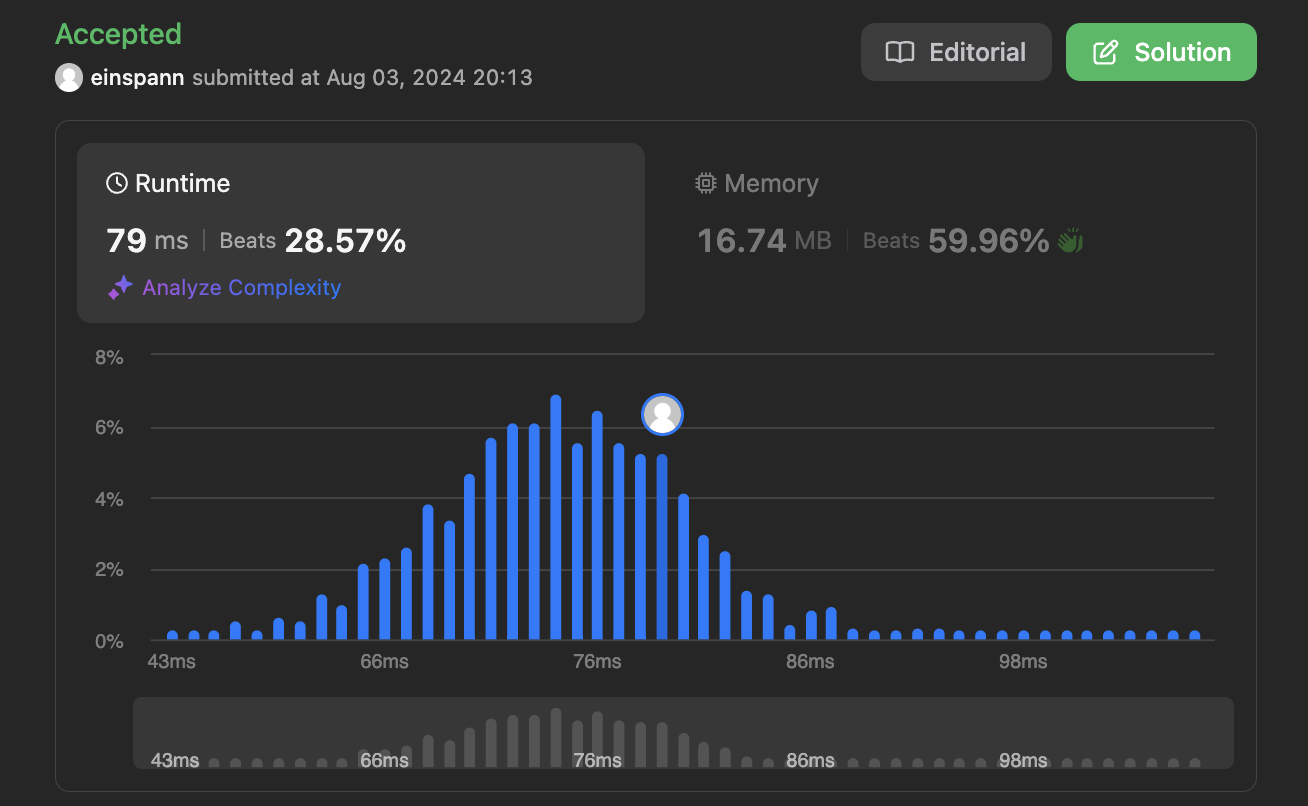 Accepted
einspann submitted at Aug 03, 2024 20:13
Editorial
Solution
Runtime
79 ms | Beats 28.57%
Analyze Complexity
Memory
16.74 MB | Beats 59.96%
8%
6%
4%
2%
0%
43ms 66ms 76ms 86ms 98ms
43ms 66ms 76ms 86ms 98ms